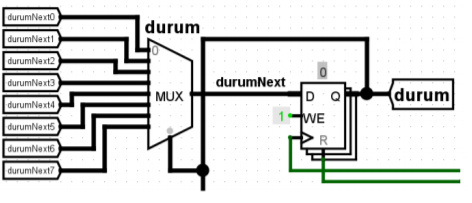 durumNext0
durumNext1
durumNext2
durumNext3
durumNext4
durumNext5
durumNext6
durumNext7
durum
0
MUX
durumNext
0
D Q
1 WE
R
durum